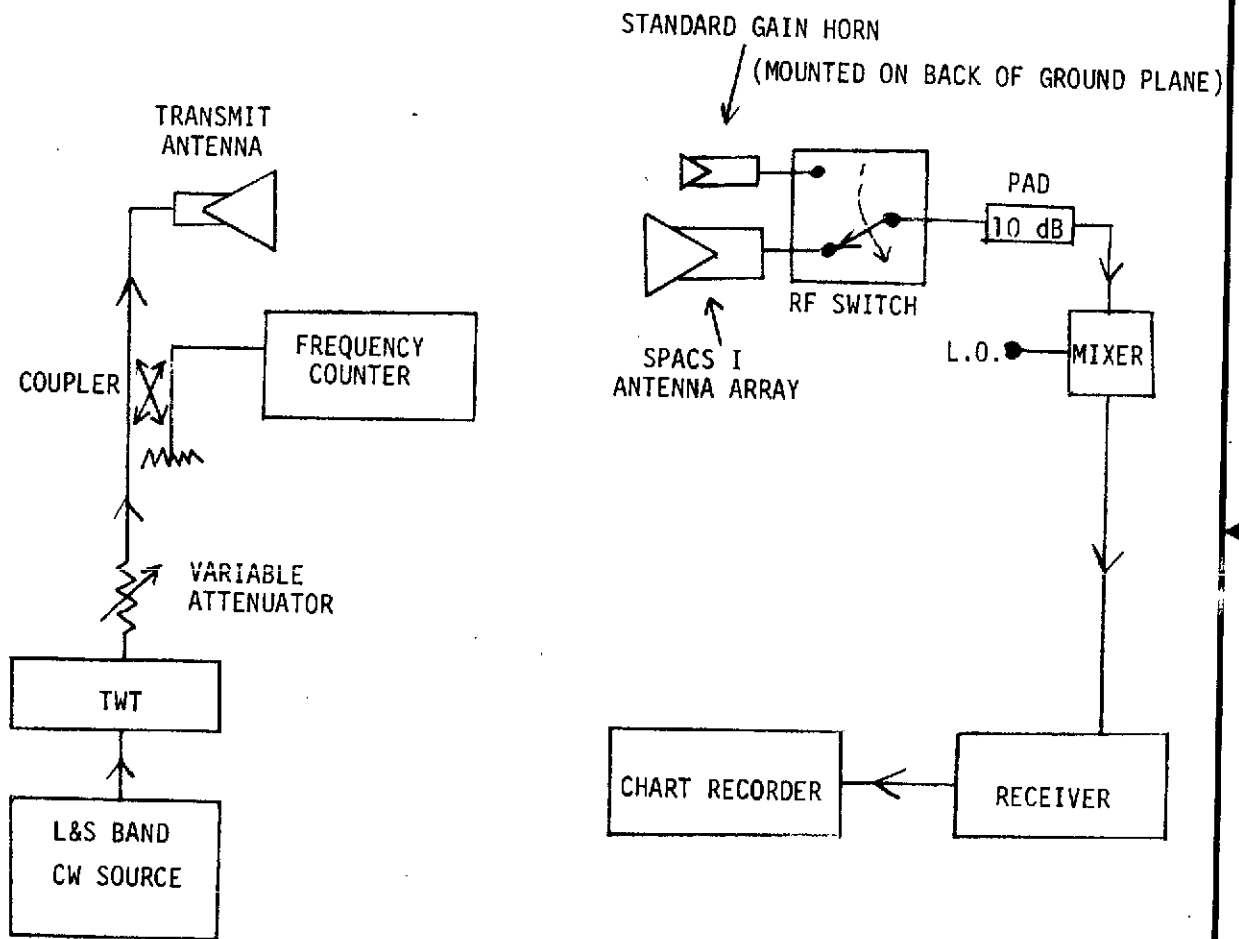 STANDARD GAIN HORN
(MOUNTED ON BACK OF GROUND PLANE)
TRANSMIT
ANTENNA
PAD
10 dB
RF SWITCH
SPACS I
ANTENNA ARRAY
L.O.
MIXER
COUPLER
FREQUENCY
COUNTER
VARIABLE
ATTENUATOR
TWT
L&S BAND
CW SOURCE
CHART RECORDER
RECEIVER